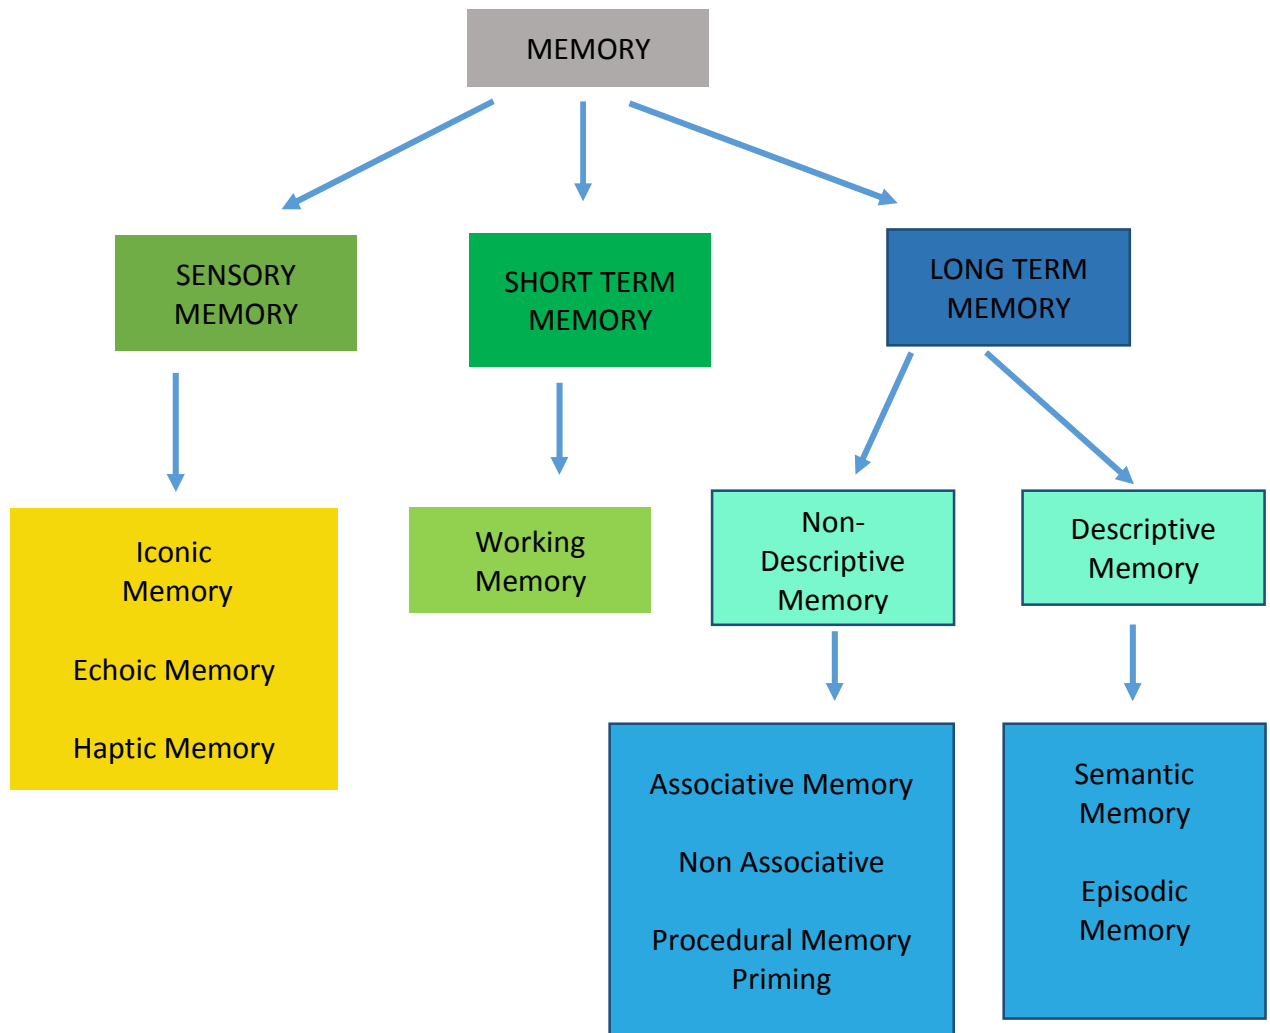 MEMORY
SENSORY
MEMORY
SHORT TERM
MEMORY
LONG TERM
MEMORY
Iconic
Memory
Echoic Memory
Haptic Memory
Working
Memory
Non-
Descriptive
Memory
Descriptive
Memory
Associative Memory
Non Associative
Procedural Memory
Priming
Semantic
Memory
Episodic
Memory